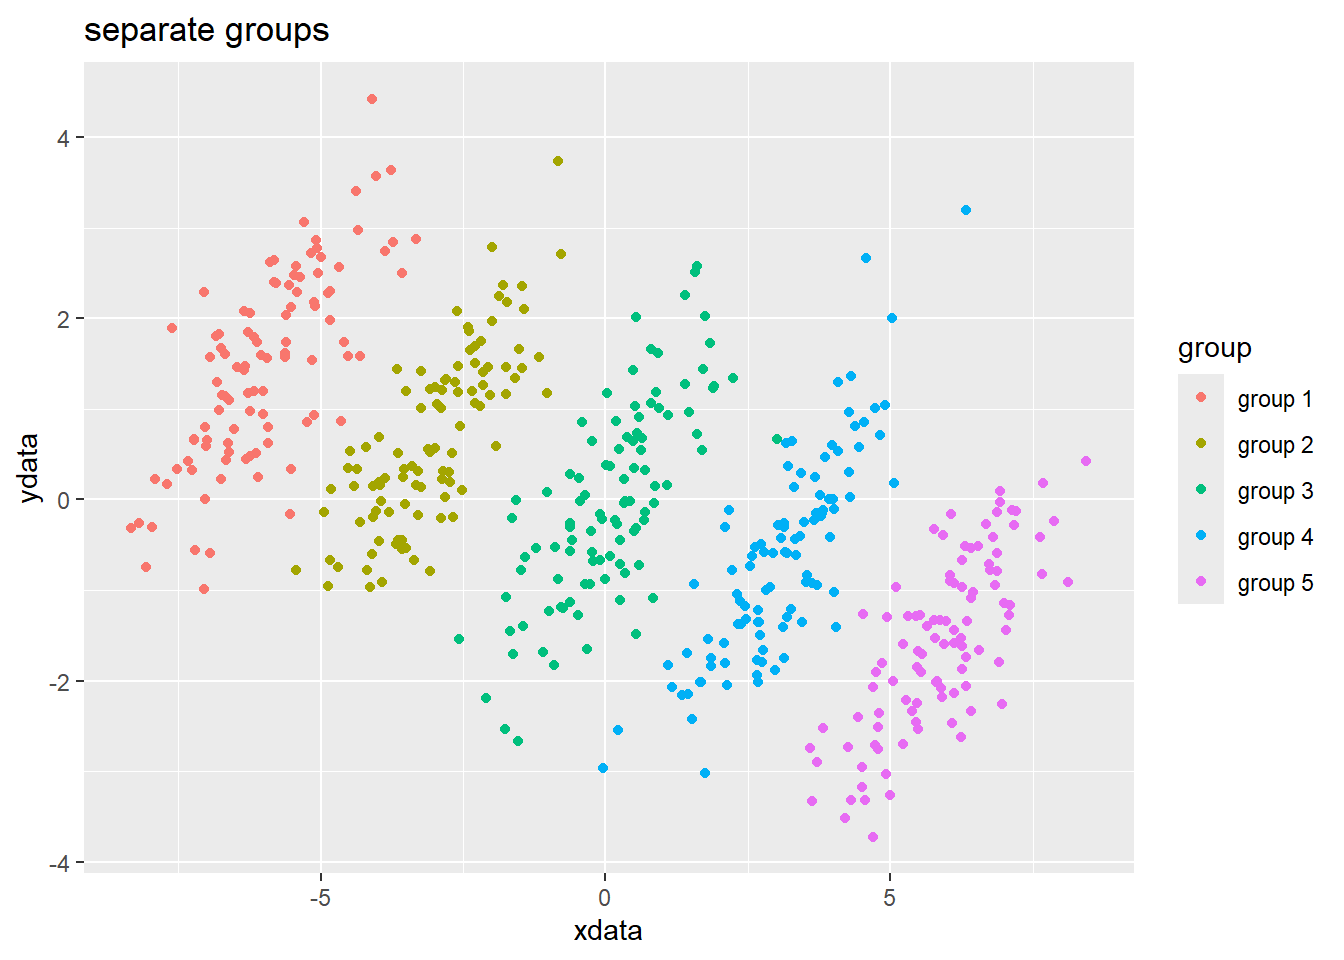 separate groups
4
2
0
-2
-4
ydata
-5
0
5
xdata
group
group 1
group 2
group 3
group 4
group 5